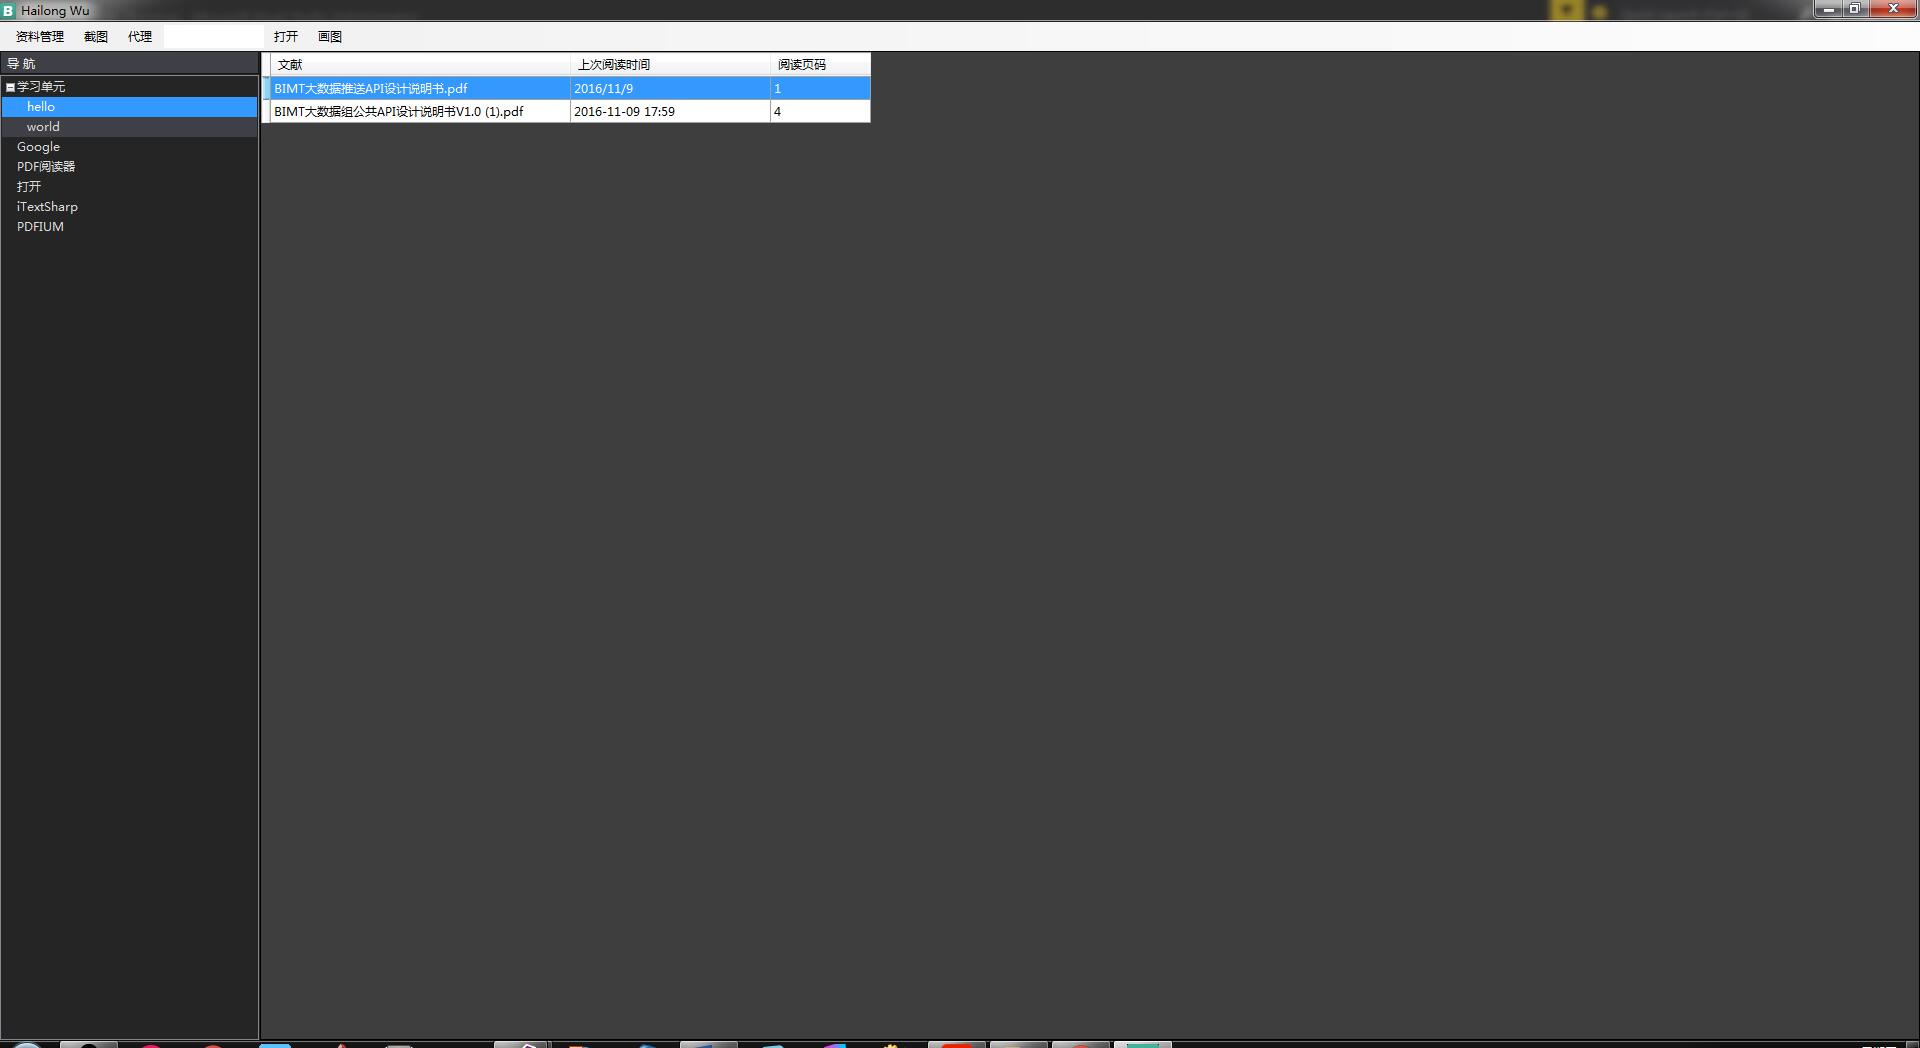 B Hailong Wu
资料管理 截图 代理 打开 画图
导 航
学习单元
hello
world
Google
PDF阅读器
打开
iTextSharp
PDFIUM
文献 上次阅读时间 阅读页码
BIMT大数据推送API设计说明书.pdf 2016/11/9 1
BIMT大数据组公共API设计说明书V1.0 (1).pdf 2016-11-09 17:59 4